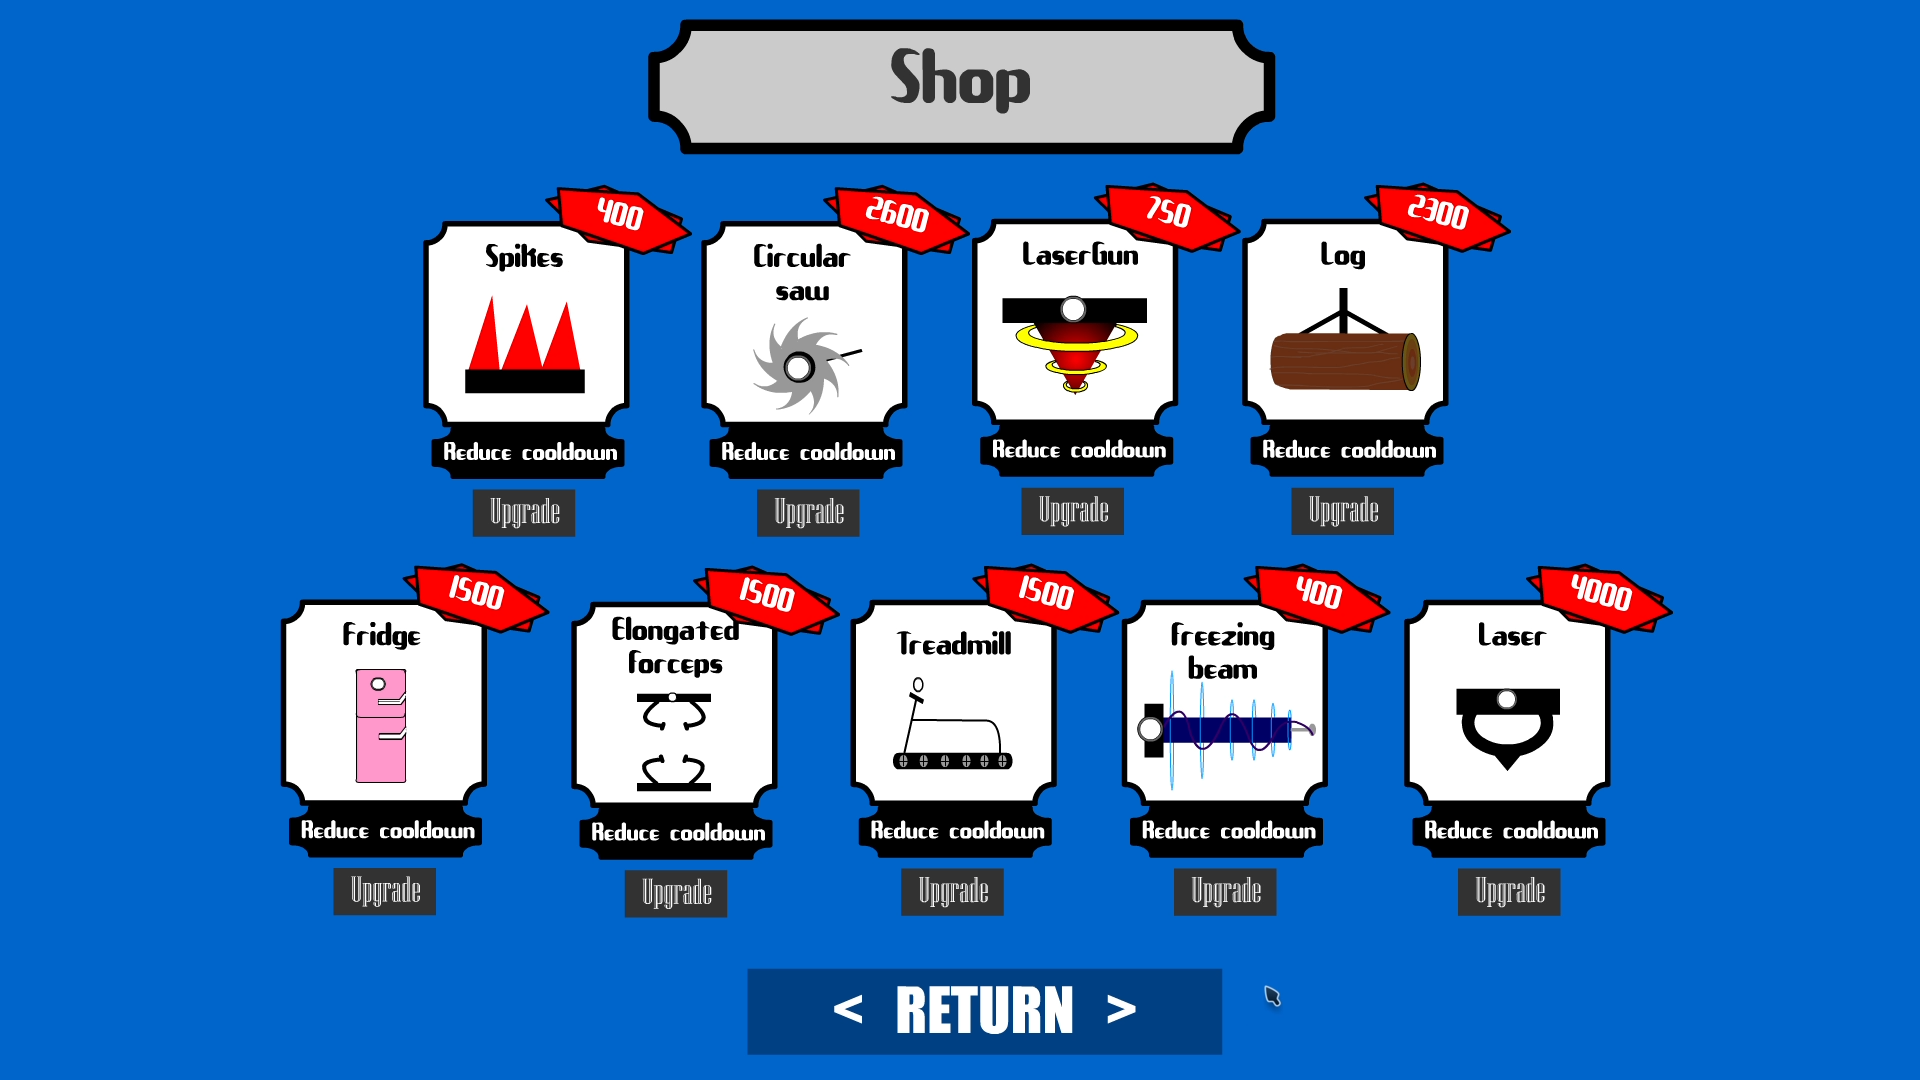 Shop
400
Spikes
Reduce cooldown
Upgrade
2600
Circular
saw
Reduce cooldown
Upgrade
750
LaserGun
Reduce cooldown
Upgrade
2300
Log
Reduce cooldown
Upgrade
1500
Fridge
Reduce cooldown
Upgrade
1500
Elongated
forceps
Reduce cooldown
Upgrade
1500
Treadmill
Reduce cooldown
Upgrade
400
freezing
beam
Reduce cooldown
Upgrade
4000
Laser
Reduce cooldown
Upgrade
< RETURN >